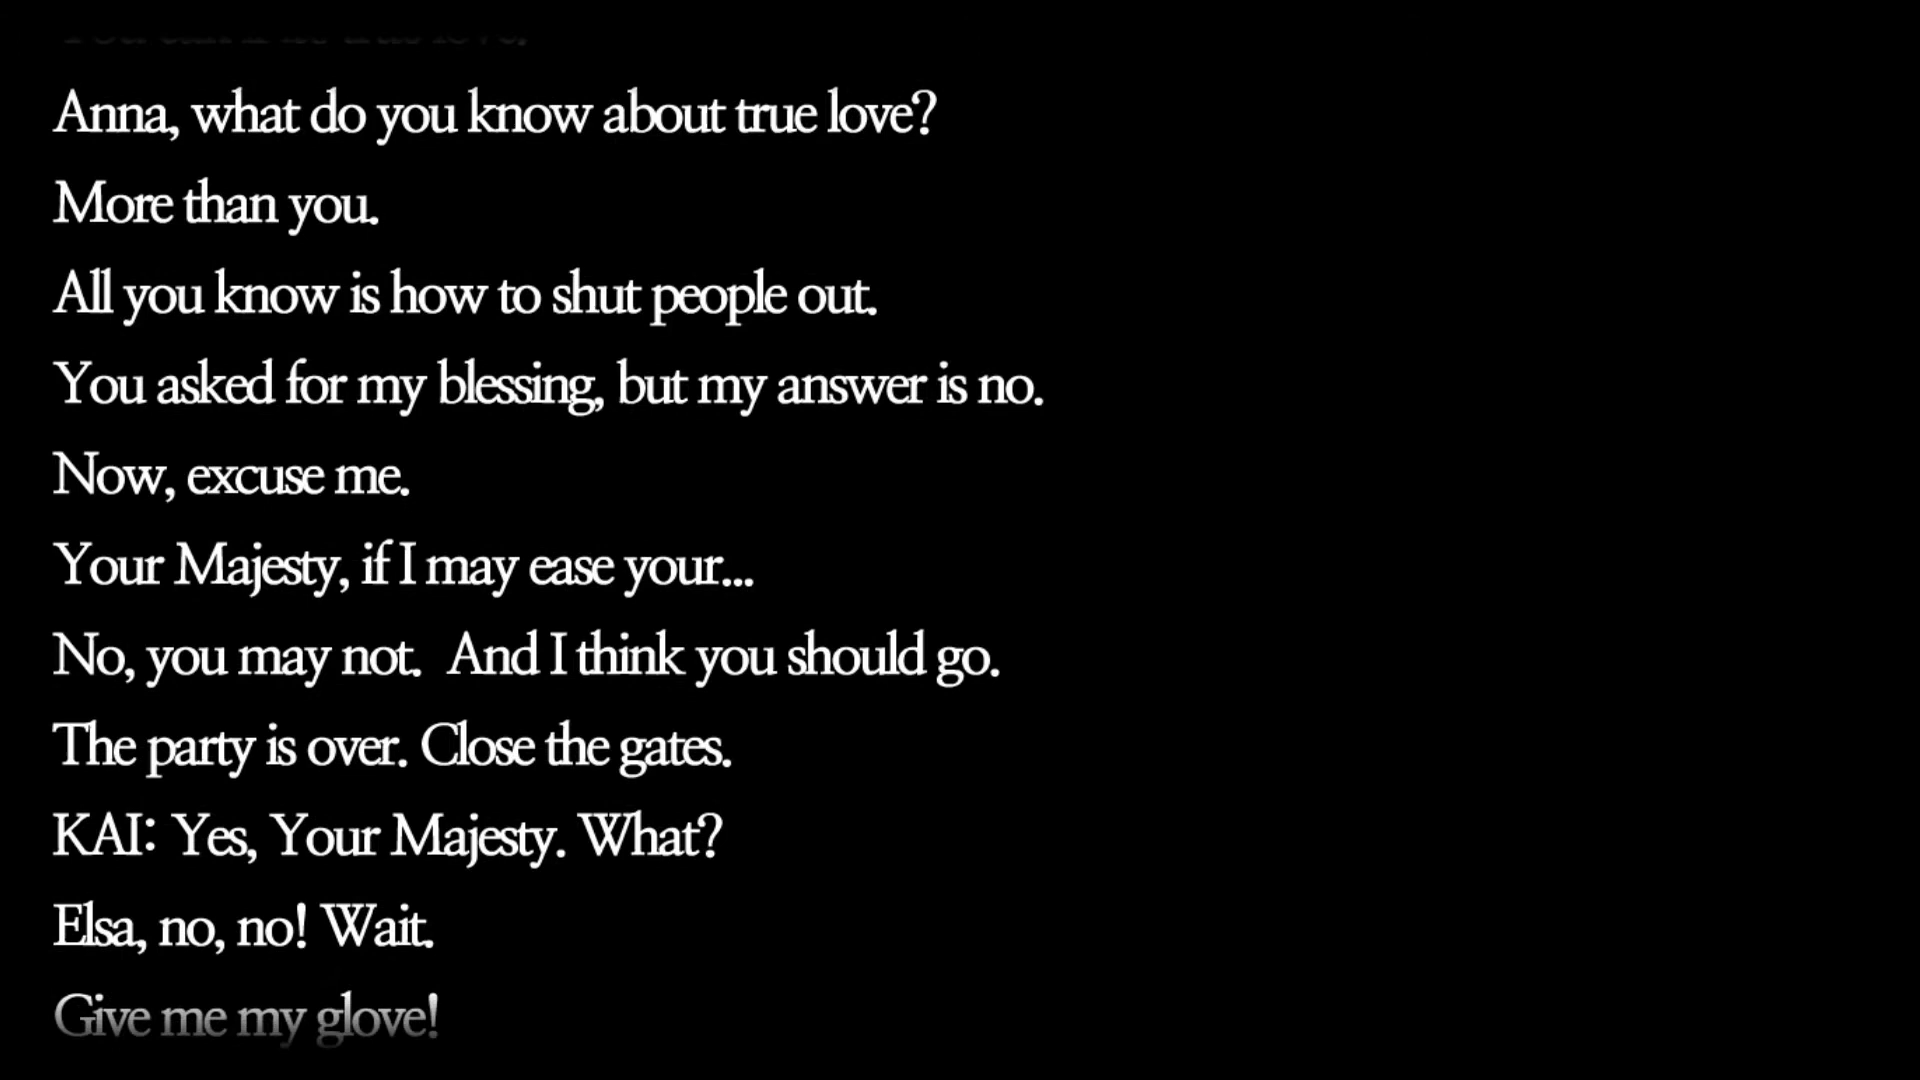 Anna, what do you know about true love?
More than you.
All you know is how to shut people out.
You asked for my blessing, but my answer is no.
Now, excuse me.
Your Majesty, if I may ease your...
No, you may not.  And I think you should go.
The party is over. Close the gates.
KAI: Yes, Your Majesty. What?
Elsa, no, no! Wait.
Give me my glove!